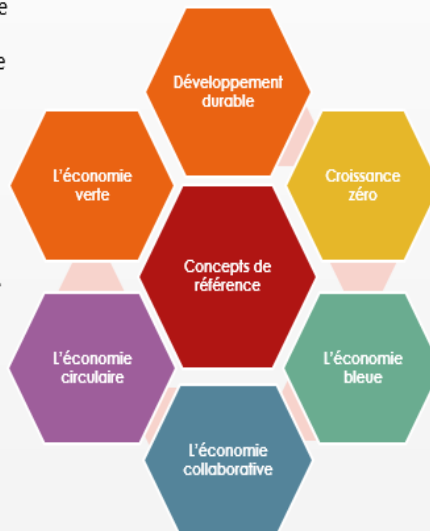 Développement
durable
L'économie
verte
Croissance
zéro
Concepts de
référence
L'économie
circulaire
L'économie
bleue
L'économie
collaborative